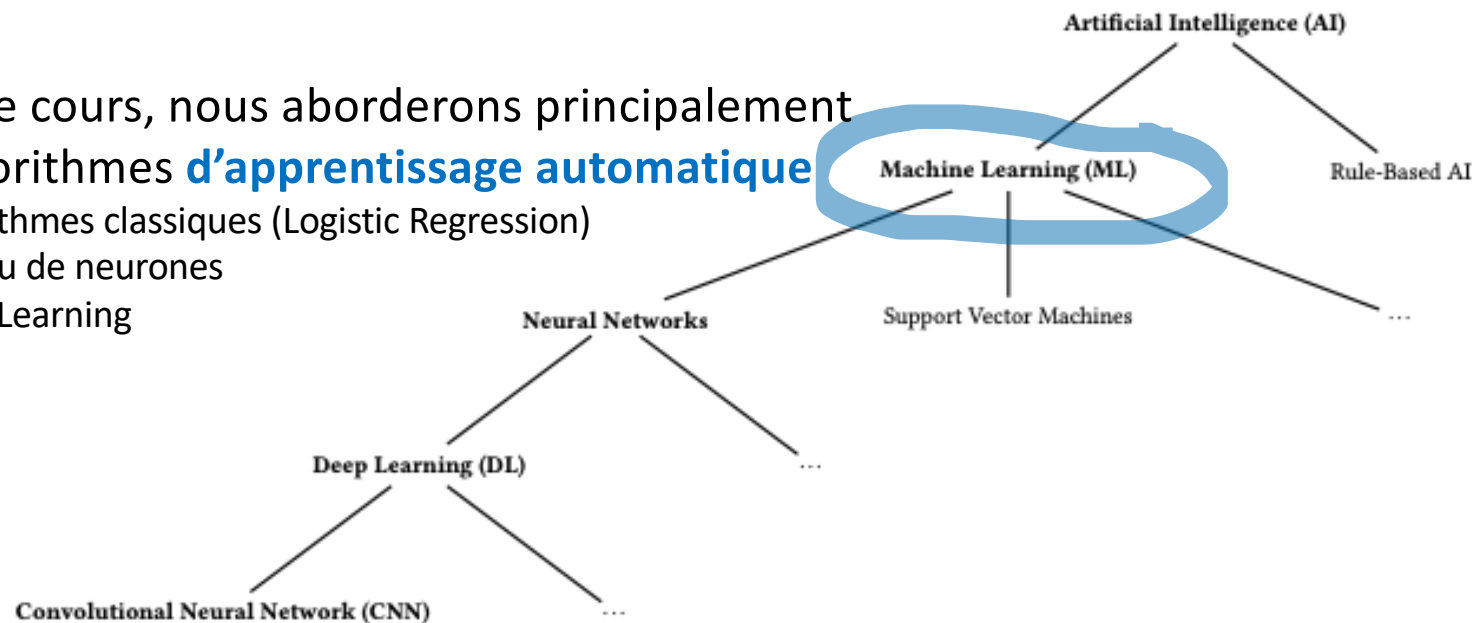 Artificial Intelligence (AI)
e cours, nous aborderons principalement
orithmes d’apprentissage automatique
Machine Learning (ML)
Rule-Based AI
thmes classiques (Logistic Regression)
u de neurones
Learning
Neural Networks
Support Vector Machines
...
Deep Learning (DL)
...
Convolutional Neural Network (CNN)
...